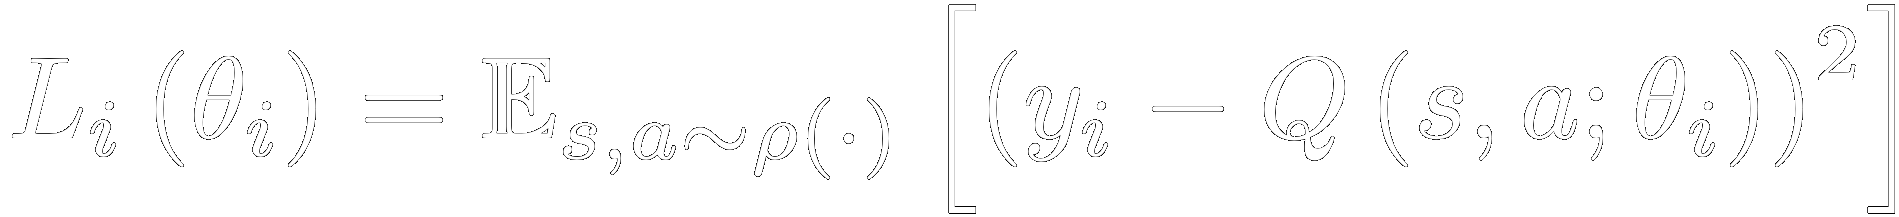 L_i (θ_i) = 𝔼_{s,a∼ρ(·)} [(y_i − Q (s, a; θ_i))^2]